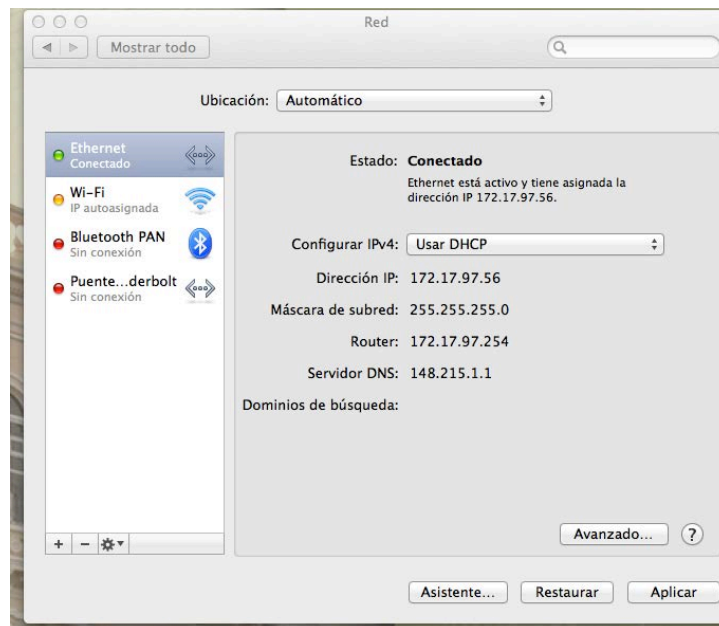 Red
Mostrar todo
Ubicación: Automático
Ethernet
Conectado
Wi-Fi
IP autoasignada
Bluetooth PAN
Sin conexión
Puente...derbolt
Sin conexión
Estado: Conectado
Ethernet está activo y tiene asignada la
dirección IP 172.17.97.56.
Configurar IPv4: Usar DHCP
Dirección IP: 172.17.97.56
Máscara de subred: 255.255.255.0
Router: 172.17.97.254
Servidor DNS: 148.215.1.1
Dominios de búsqueda:
Avanzado... ?
Asistente... Restaurar Aplicar